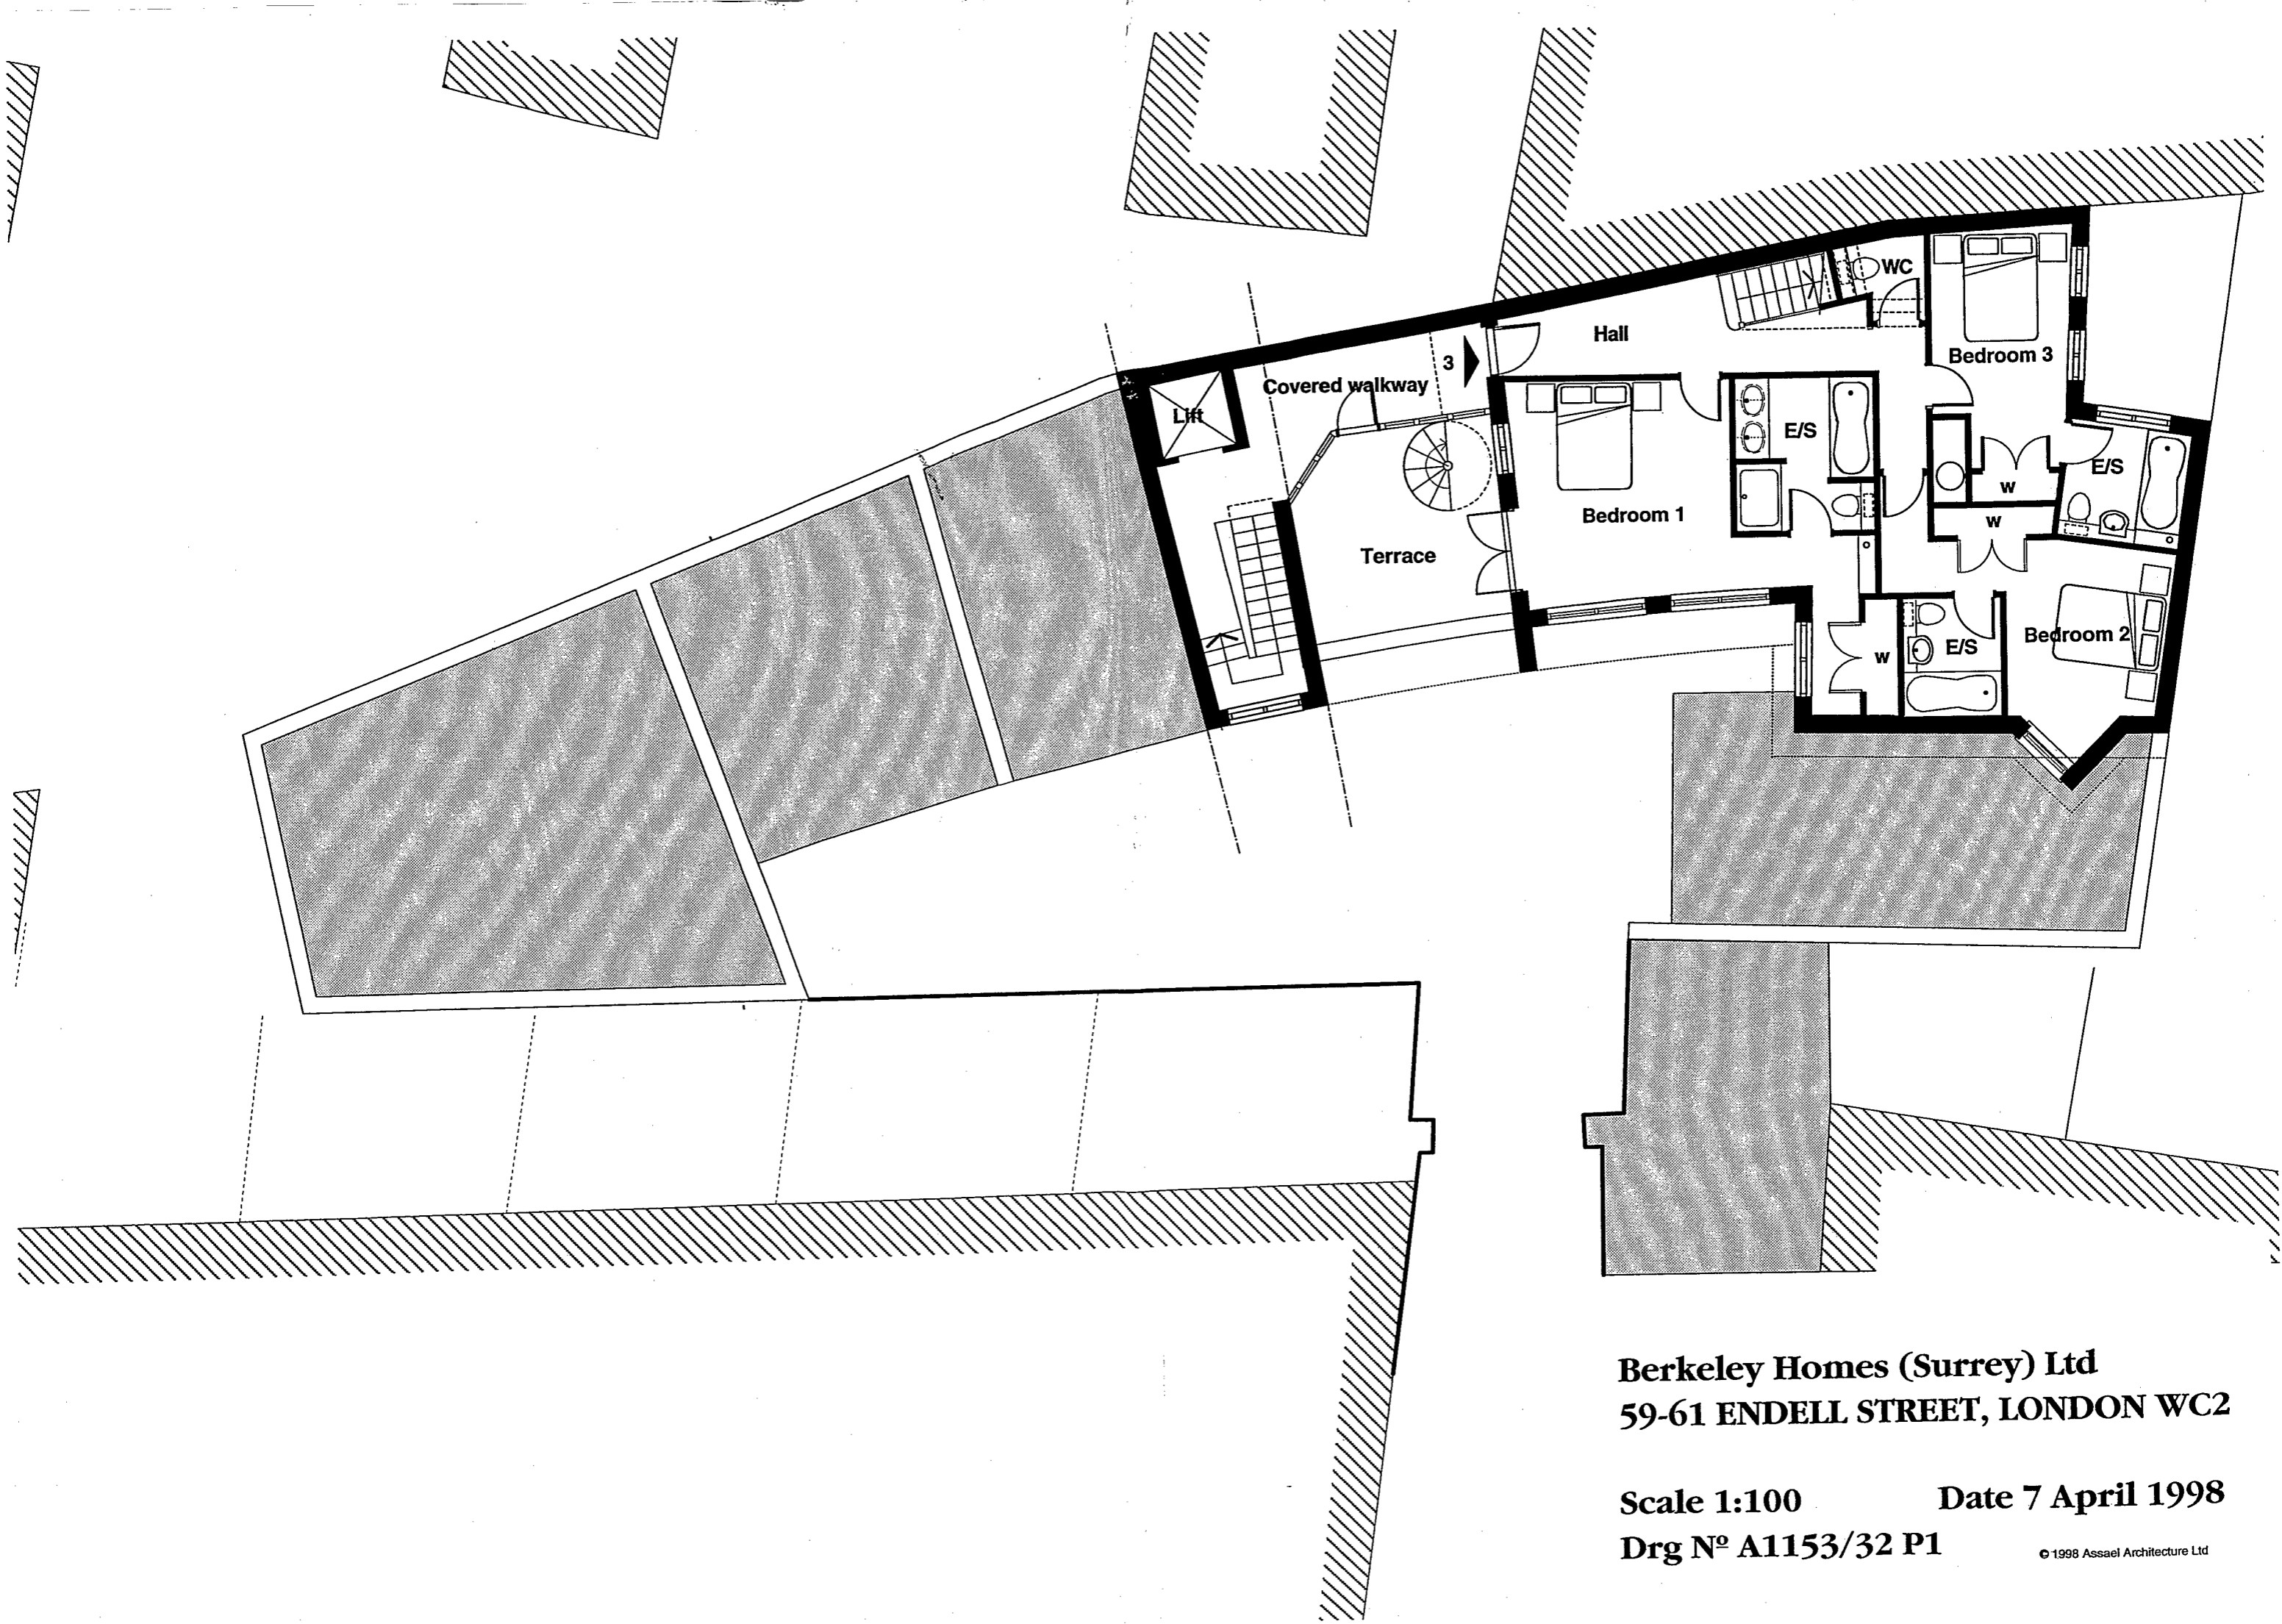 WC
Hall
Bedroom 3
3
Covered walkway
Lift
E/S
E/S
W
Bedroom 1
W
Terrace
Bedroom 2
E/S
W
Berkeley Homes (Surrey) Ltd
59-61 ENDELL STREET, LONDON WC2
Scale 1:100 Date 7 April 1998
Drg Nº A1153/32 P1
© 1998 Assael Architecture Ltd